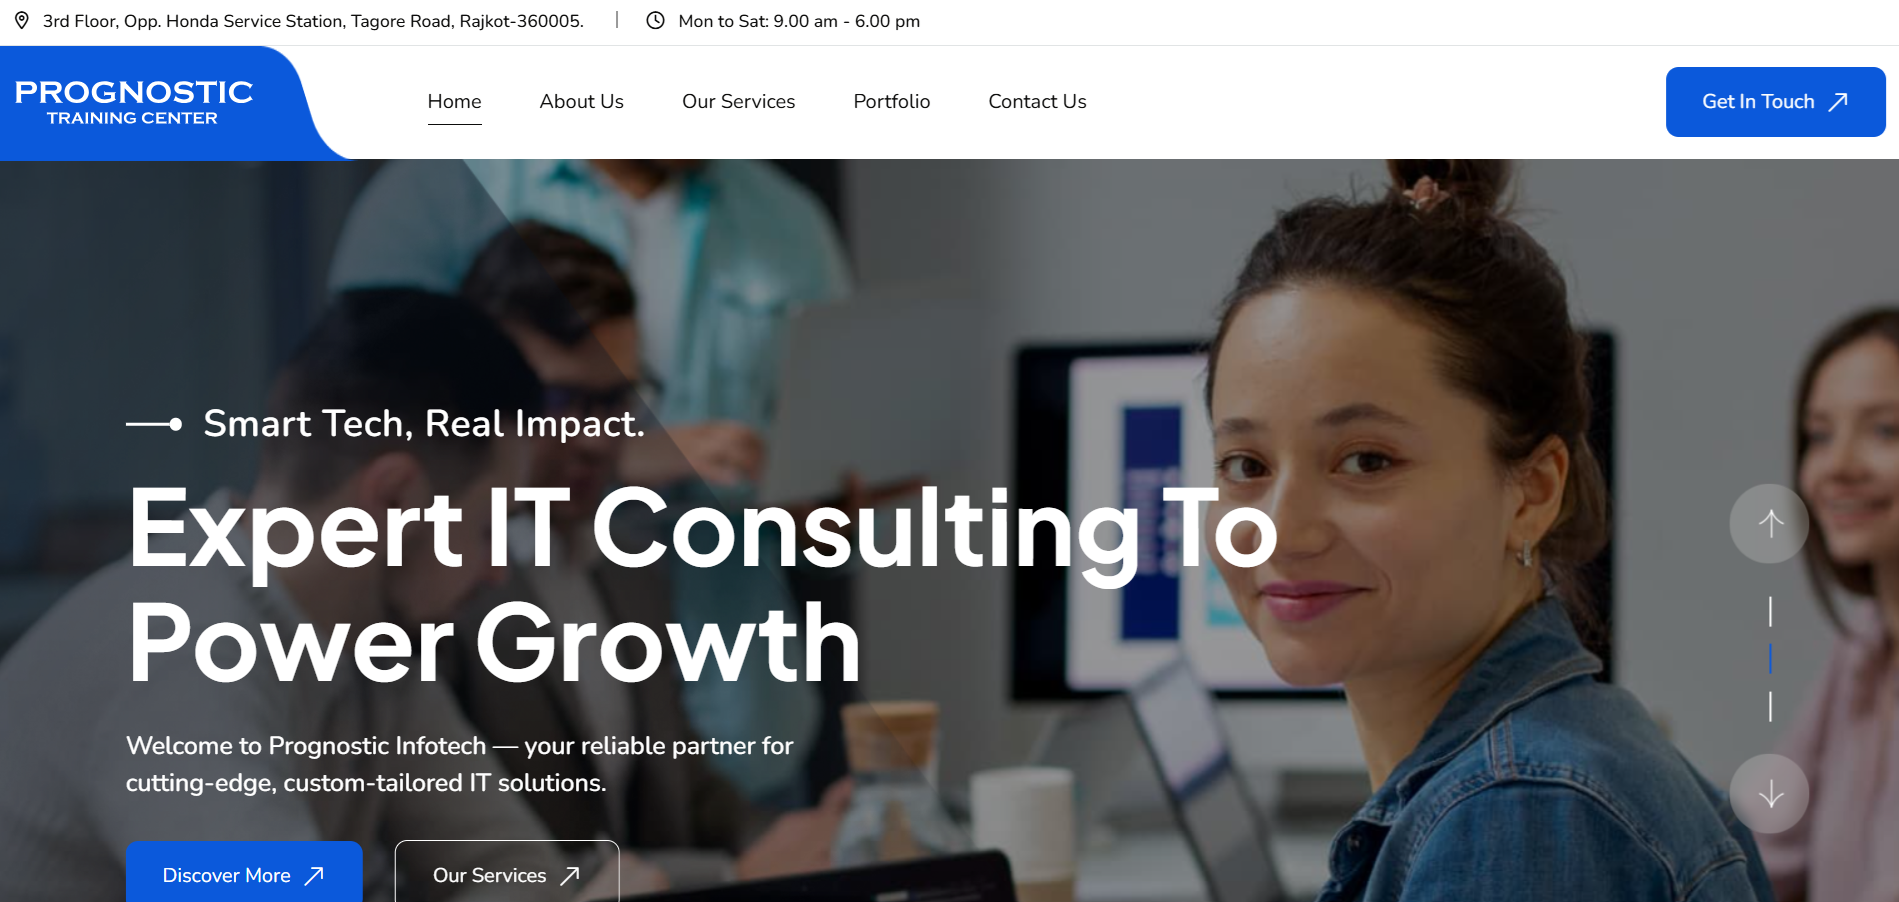 3rd Floor, Opp. Honda Service Station, Tagore Road, Rajkot-360005. | Mon to Sat: 9.00 am - 6.00 pm
PROGNOSTIC
TRAINING CENTER
Home About Us Our Services Portfolio Contact Us
Get In Touch
Smart Tech, Real Impact.
Expert IT Consulting To
Power Growth
Welcome to Prognostic Infotech — your reliable partner for
cutting-edge, custom-tailored IT solutions.
Discover More Our Services